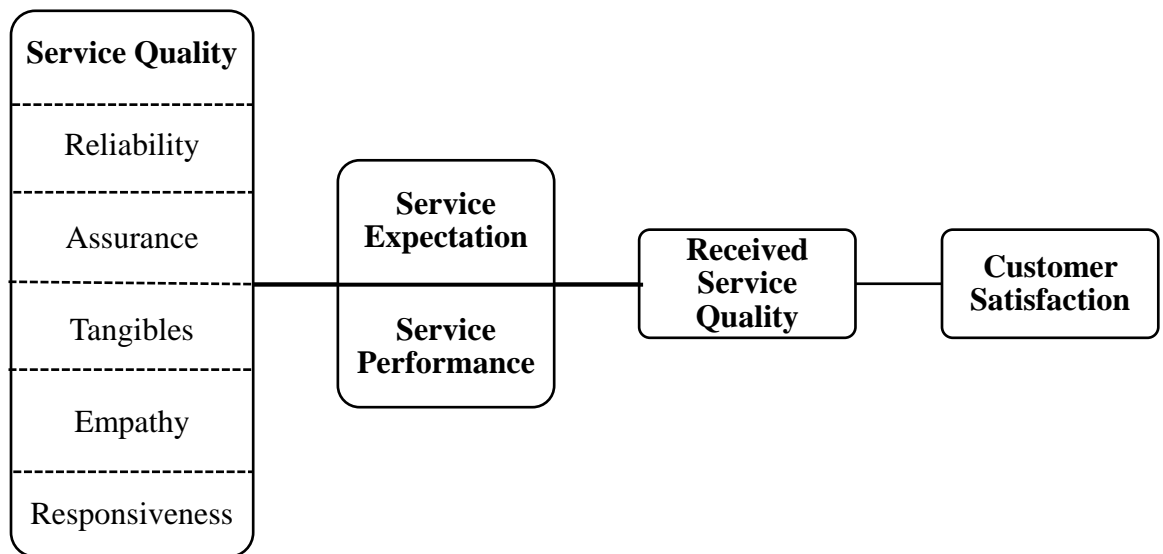 Service Quality
Reliability
Assurance
Tangibles
Empathy
Responsiveness
Service
Expectation
Service
Performance
Received
Service
Quality
Customer
Satisfaction